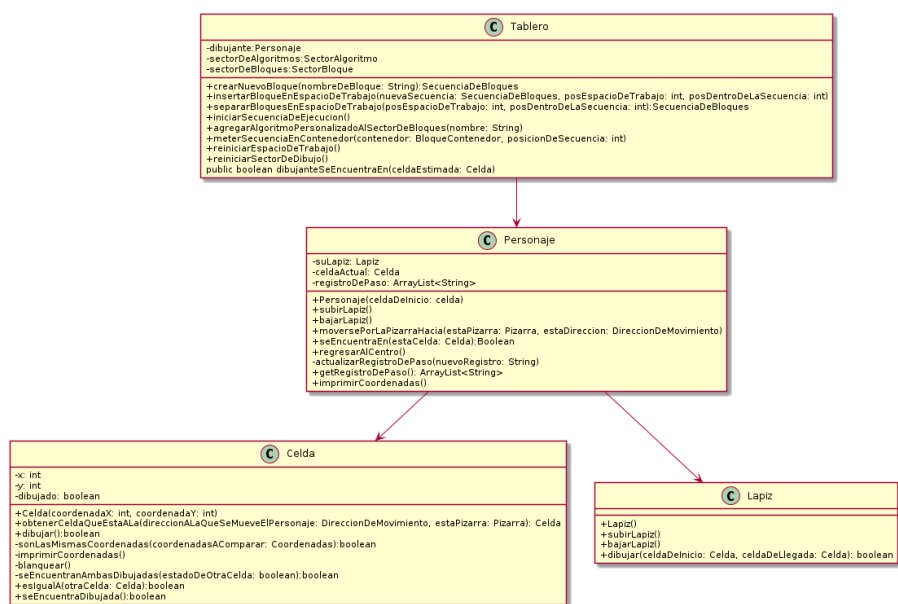 C Tablero
-dibujante:Personaje
-sectorDeAlgoritmos:SectorAlgoritmo
-sectorDeBloques:SectorBloque
+crearNuevoBloque(nombreDeBloque: String):SecuenciaDeBloques
+insertarBloqueEnEspacioDeTrabajo(nuevaSecuencia: SecuenciaDeBloques, posEspacioDeTrabajo: int, posDentroDeLaSecuencia: int)
+separarBloquesEnEspacioDeTrabajo(posEspacioDeTrabajo: int, posDentroDeLaSecuencia: int):SecuenciaDeBloques
+iniciarSecuenciaDeEjecucion()
+agregarAlgoritmoPersonalizadoAlSectorDeBloques(nombre: String)
+meterSecuenciaEnContenedor(contenedor: BloqueContenedor, posicionDeSecuencia: int)
+reiniciarEspacioDeTrabajo()
+reiniciarSectorDeDibujo()
public boolean dibujanteSeEncuentraEn(celdaEstimada: Celda)
C Personaje
-suLapiz: Lapiz
-celdaActual: Celda
-registroDePaso: ArrayList<String>
+Personaje(celdaDeInicio: celda)
+subirLapiz()
+bajarLapiz()
+moversePorLaPizarraHacia(estaPizarra: Pizarra, estaDireccion: DireccionDeMovimiento)
+seEncuentraEn(estaCelda: Celda):Boolean
+regresarAlCentro()
-actualizarRegistroDePaso(nuevoRegistro: String)
+getRegistroDePaso(): ArrayList<String>
+imprimirCoordenadas()
C Celda
-x: int
-y: int
-dibujado: boolean
+Celda(coordenadaX: int, coordenadaY: int)
+obtenerCeldaQueEstaALa(direccionALaQueSeMueveElPersonaje: DireccionDeMovimiento, estaPizarra: Pizarra): Celda
+dibujar():boolean
-sonLasMismasCoordenadas(coordenadasAComparar: Coordenadas):boolean
-imprimirCoordenadas()
-blanquear()
-seEncuentranAmbasDibujadas(estadoDeOtraCelda: boolean):boolean
+esIgualA(otraCelda: Celda):boolean
+seEncuentraDibujada():boolean
C Lapiz
+Lapiz()
+subirLapiz()
+bajarLapiz()
+dibujar(celdaDeInicio: Celda, celdaDeLlegada: Celda): boolean